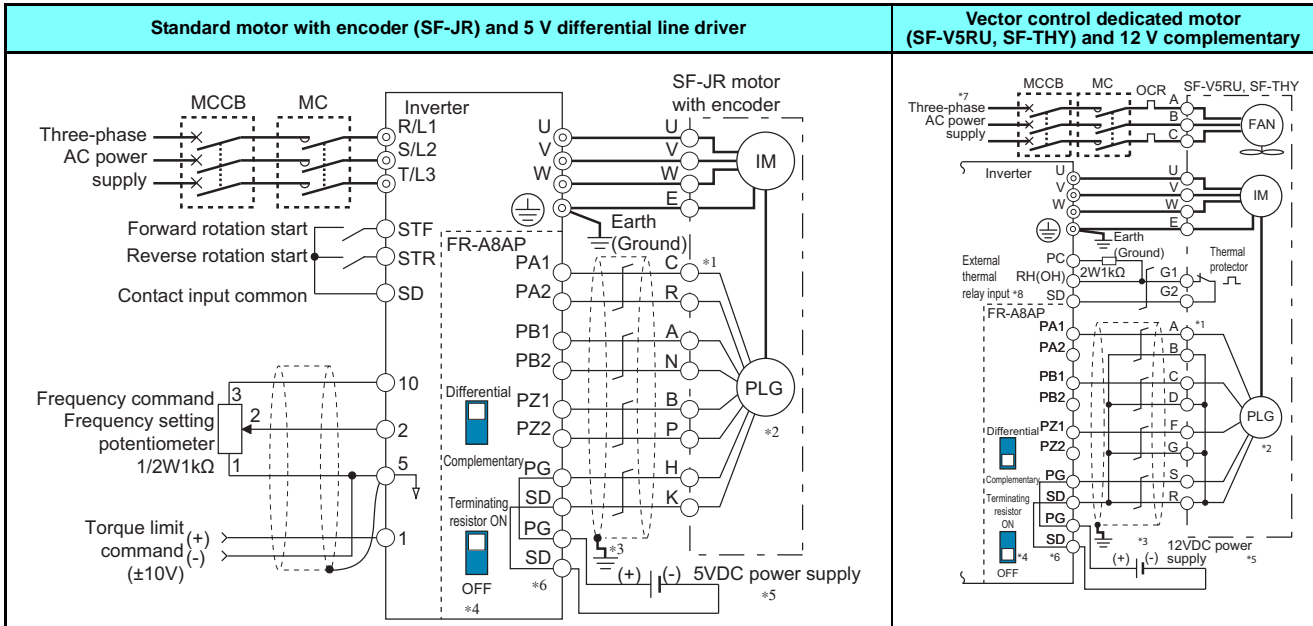 Standard motor with encoder (SF-JR) and 5 V differential line driver
SF-JR motor
with encoder
MCCB
MC
Inverter
Three-phase
AC power
supply
R/L1
S/L2
T/L3
U
V
W
U
V
W
E
IM
Earth
(Ground)
Forward rotation start
Reverse rotation start
Contact input common
STF
STR
SD
FR-A8AP
PA1
PA2
PB1
PB2
PZ1
PZ2
PG
SD
PG
SD
C
*1
R
A
N
B
P
H
K
PLG
*2
Differential
Complementary
Terminating
resistor ON
OFF
*4
*3
*6
Frequency command
Frequency setting
potentiometer
1/2W1kΩ
3
2
1
10
2
5
1
Torque limit
command
(±10V)
(+)
(-)
(+)
(-)
5VDC power supply
*5
Vector control dedicated motor
(SF-V5RU, SF-THY) and 12 V complementary
MCCB
MC
OCR
SF-V5RU, SF-THY
*7
Three-phase
AC power
supply
A
B
C
FAN
Inverter
U
V
W
U
V
W
E
IM
Earth
(Ground)
External
thermal
relay input *8
PC
RH(OH)
SD
2W1kΩ
G1
G2
Thermal
protector
FR-A8AP
PA1
PA2
PB1
PB2
PZ1
PZ2
PG
SD
PG
SD
A
*1
B
C
D
F
G
S
R
PLG
*2
Differential
Complementary
Terminating
resistor
ON
*4
OFF
*6
*3
(+)
(-)
12VDC power
supply
*5